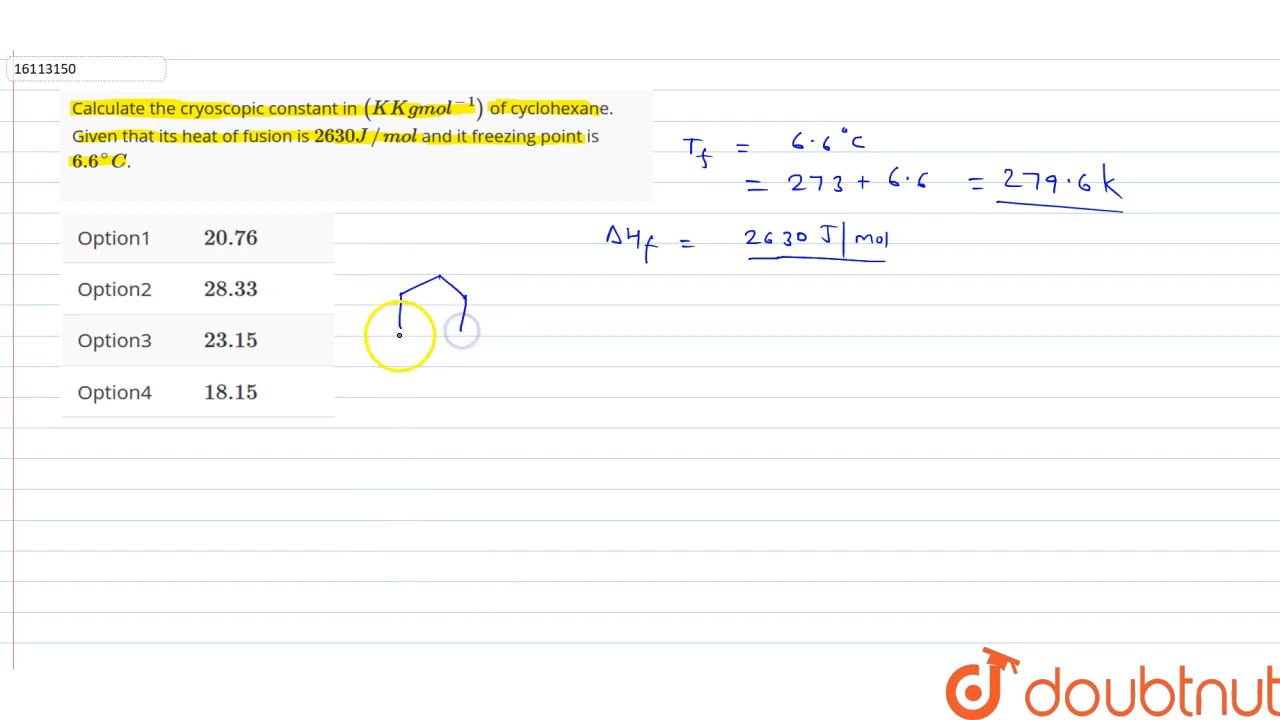 16113150
Calculate the cryoscopic constant in (K K g mol⁻¹) of cyclohexane.
Given that its heat of fusion is 2630 J / mol and it freezing point is
6.6° C.
Option1 20.76
Option2 28.33
Option3 23.15
Option4 18.15
Tf = 6.6°C
= 273 + 6.6 = 279.6 k
ΔHf = 2630 J | mol
doubtnut